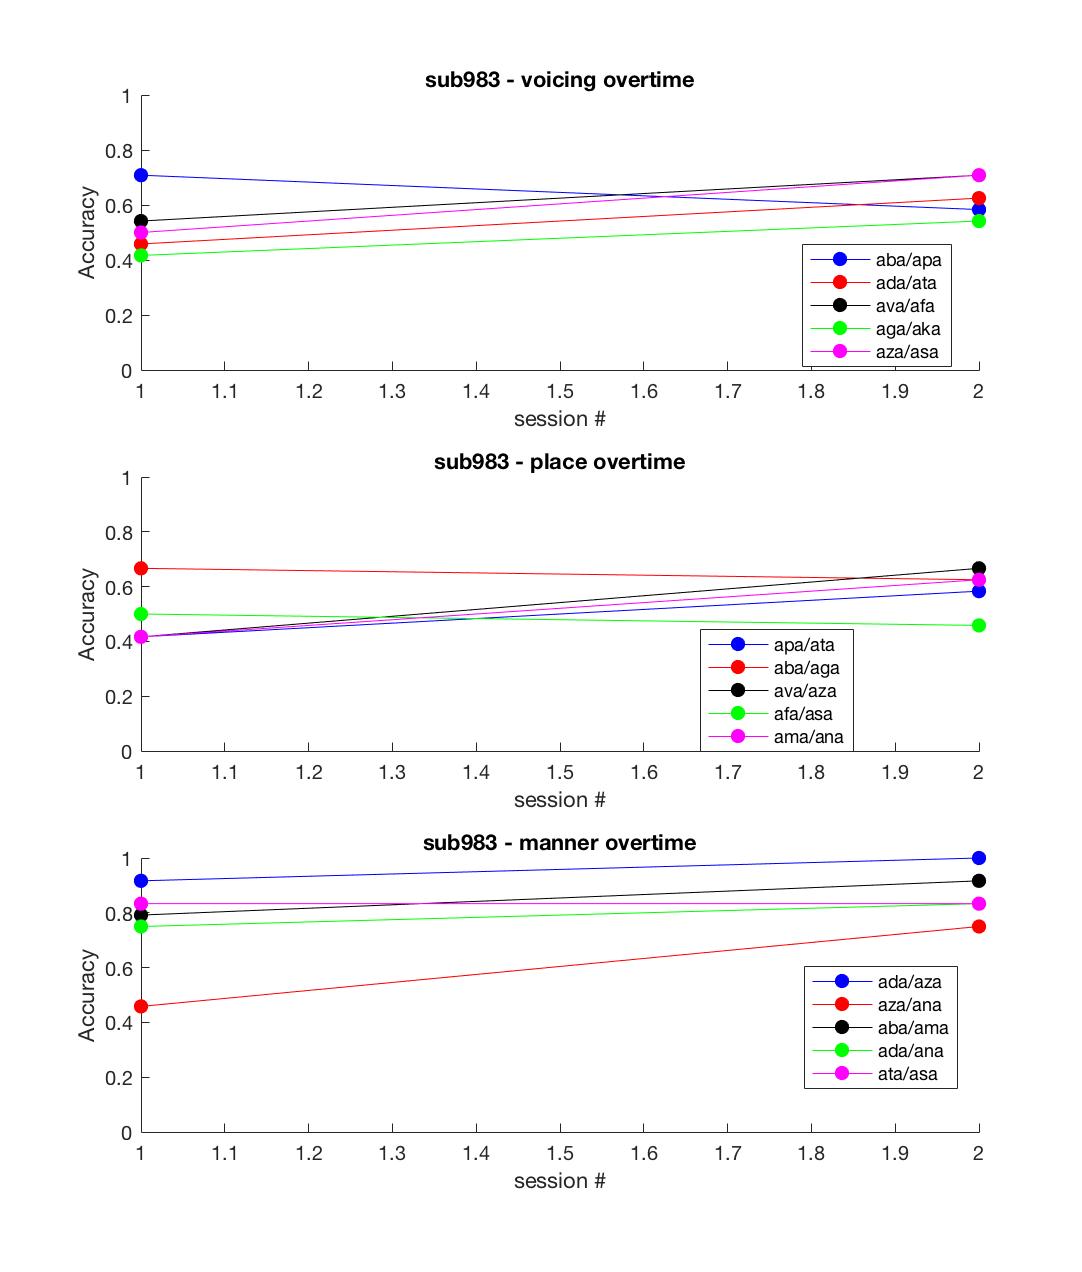 sub983 - voicing overtime
1
0.8
0.6
0.4
0.2
0
Accuracy
aba/apa
ada/ata
ava/afa
aga/aka
aza/asa
1 1.1 1.2 1.3 1.4 1.5 1.6 1.7 1.8 1.9 2
session #
sub983 - place overtime
1
0.8
0.6
0.4
0.2
0
Accuracy
apa/ata
aba/aga
ava/aza
afa/asa
ama/ana
1 1.1 1.2 1.3 1.4 1.5 1.6 1.7 1.8 1.9 2
session #
sub983 - manner overtime
1
0.8
0.6
0.4
0.2
0
Accuracy
ada/aza
aza/ana
aba/ama
ada/ana
ata/asa
1 1.1 1.2 1.3 1.4 1.5 1.6 1.7 1.8 1.9 2
session #